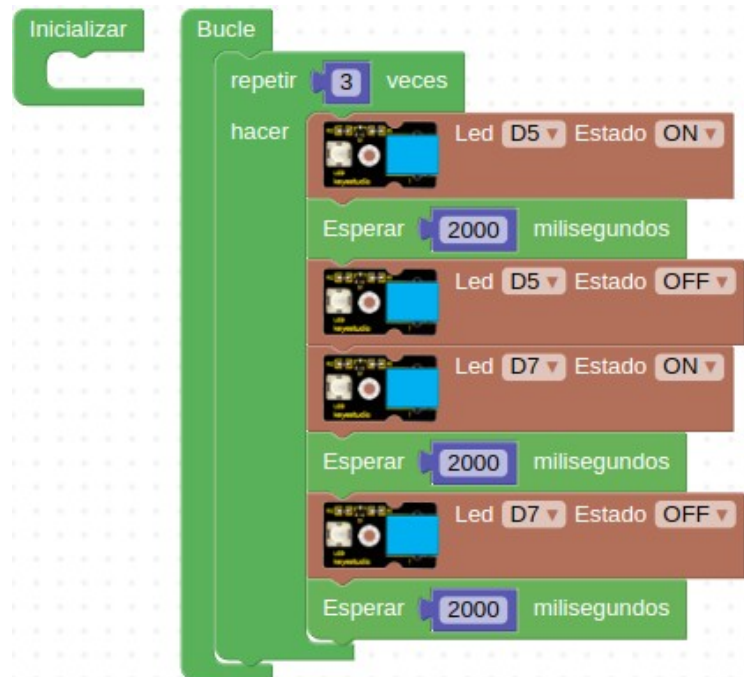 Inicializar
Bucle
repetir 3 veces
hacer
Led D5 Estado ON
Esperar 2000 milisegundos
Led D5 Estado OFF
Led D7 Estado ON
Esperar 2000 milisegundos
Led D7 Estado OFF
Esperar 2000 milisegundos